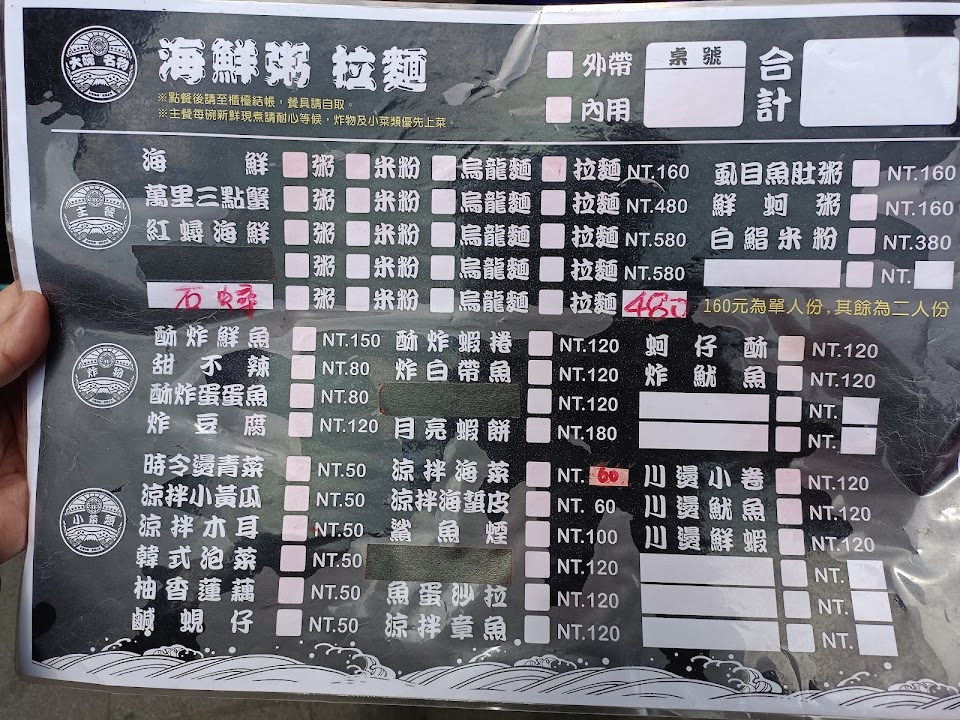 大碗 名物
海鮮粥 拉麵
外帶 桌號 合計
內用
※點餐後請至櫃檯結帳，餐具請自取。
※主餐每碗新鮮現煮請耐心等候，炸物及小菜類優先上菜。
主餐
海鮮 粥 米粉 烏龍麵 拉麵 NT.160 虱目魚肚粥 NT.160
萬里三點蟹 粥 米粉 烏龍麵 拉麵 NT.480 鮮蚵粥 NT.160
紅蟳海鮮 粥 米粉 烏龍麵 拉麵 NT.580 白鯧米粉 NT.380
粥 米粉 烏龍麵 拉麵 NT.580 NT.
石蟳 粥 米粉 烏龍麵 拉麵 480 160元為單人份,其餘為二人份
炸物
酥炸鮮魚 NT.150 酥炸蝦捲 NT.120 蚵仔酥 NT.120
甜不辣 NT.80 炸白帶魚 NT.120 炸魷魚 NT.120
酥炸蛋蛋魚 NT.80 NT.120 NT.
炸豆腐 NT.120 月亮蝦餅 NT.180 NT.
小菜類
時令燙青菜 NT.50 涼拌海菜 NT. 60 川燙小卷 NT.120
涼拌小黃瓜 NT.50 涼拌海蜇皮 NT. 60 川燙魷魚 NT.120
涼拌木耳 NT.50 鯊魚煙 NT.100 川燙鮮蝦 NT.120
韓式泡菜 NT.50 NT.120 NT.
柚香蓮藕 NT.50 魚蛋沙拉 NT.120 NT.
鹹蜆仔 NT.50 涼拌章魚 NT.120 NT.